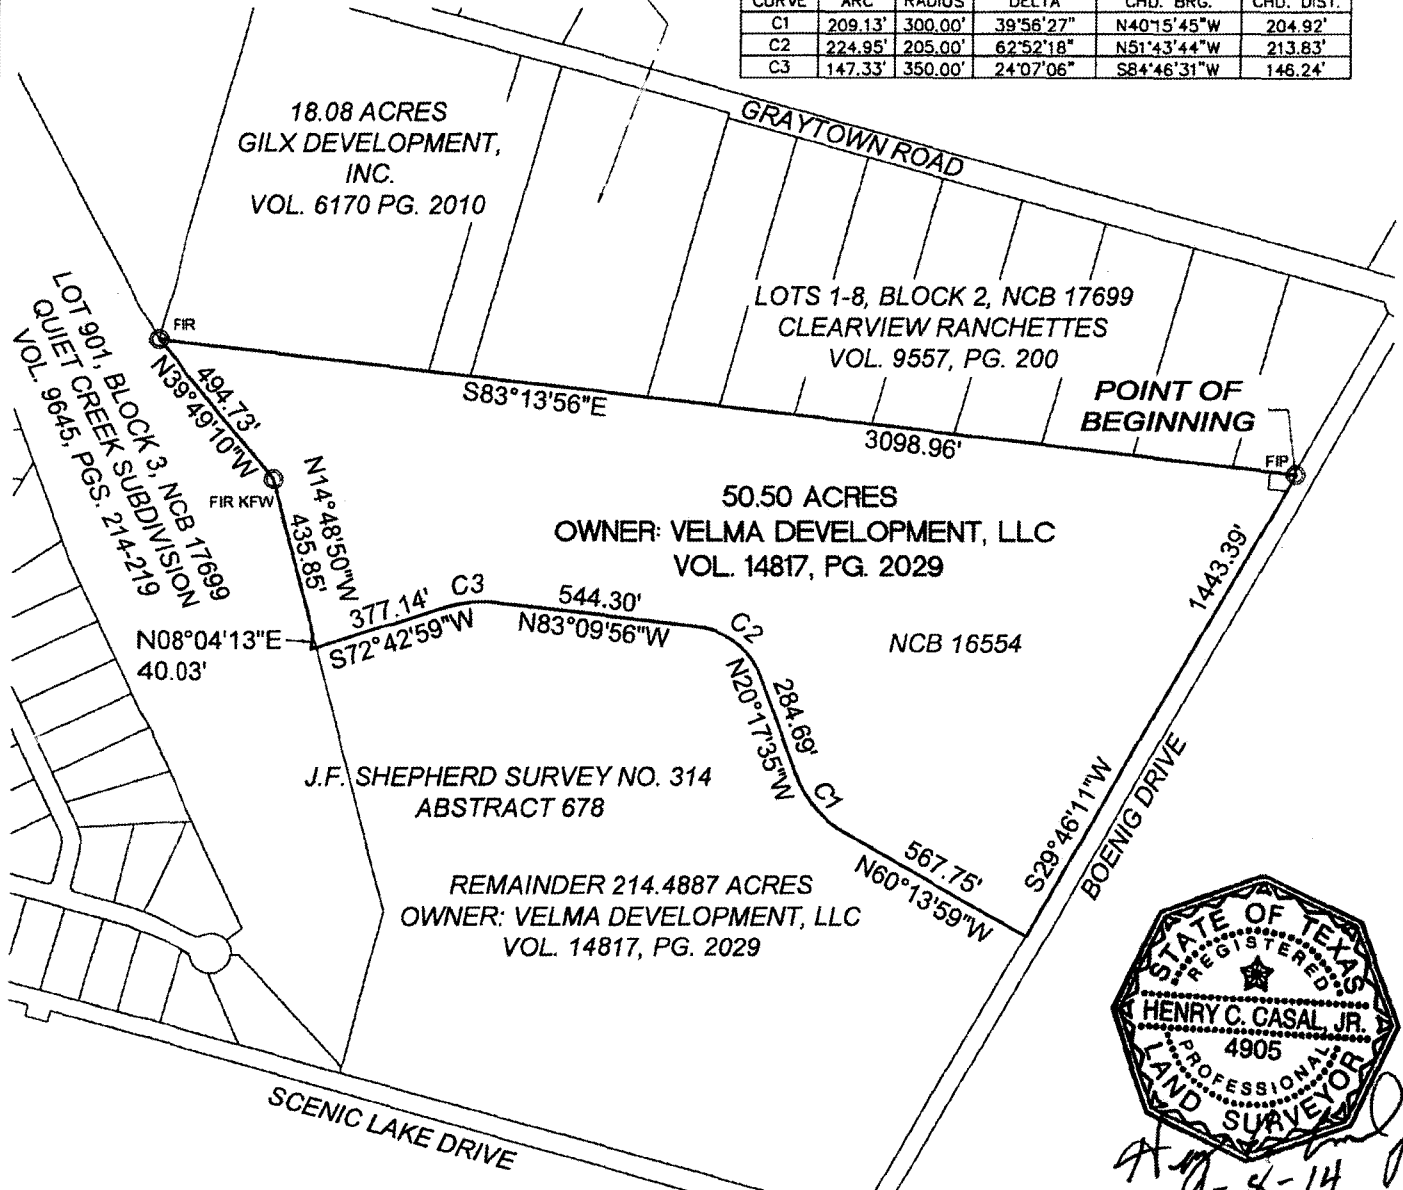 CURVE ARC RADIUS DELTA CHD. BRG. CHD. DIST.
C1 209.13' 300.00' 39°56'27" N40°15'45"W 204.92'
C2 224.95' 205.00' 62°52'18" N51°43'44"W 213.83'
C3 147.33' 350.00' 24°07'06" S84°46'31"W 146.24'
GRAYTOWN ROAD
18.08 ACRES
GILX DEVELOPMENT,
INC.
VOL. 6170 PG. 2010
LOTS 1-8, BLOCK 2, NCB 17699
CLEARVIEW RANCHETTES
VOL. 9557, PG. 200
POINT OF
BEGINNING
FIR
FIP
LOT 901, BLOCK 3, NCB 17699
QUIET CREEK SUBDIVISION
VOL. 9645, PGS. 214-219
494.73'
N39°49'10"W
S83°13'56"E
3098.96'
FIR KFW
N14°48'50"W
435.85'
50.50 ACRES
OWNER: VELMA DEVELOPMENT, LLC
VOL. 14817, PG. 2029
1443.39'
S29°46'11"W
BOENIG DRIVE
N08°04'13"E
40.03'
377.14'
S72°42'59"W
C3
544.30'
N83°09'56"W
C2
NCB 16554
284.69'
N20°17'35"W
C1
567.75'
N60°13'59"W
J.F. SHEPHERD SURVEY NO. 314
ABSTRACT 678
REMAINDER 214.4887 ACRES
OWNER: VELMA DEVELOPMENT, LLC
VOL. 14817, PG. 2029
SCENIC LAKE DRIVE
STATE OF TEXAS
REGISTERED
HENRY C. CASAL, JR.
4905
PROFESSIONAL
LAND SURVEYOR